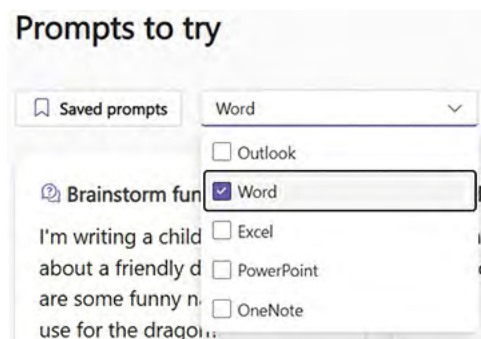 Prompts to try
Saved prompts
Word
Outlook
Word
Excel
PowerPoint
OneNote
Brainstorm fun
I'm writing a child
about a friendly d
are some funny n
use for the dragon